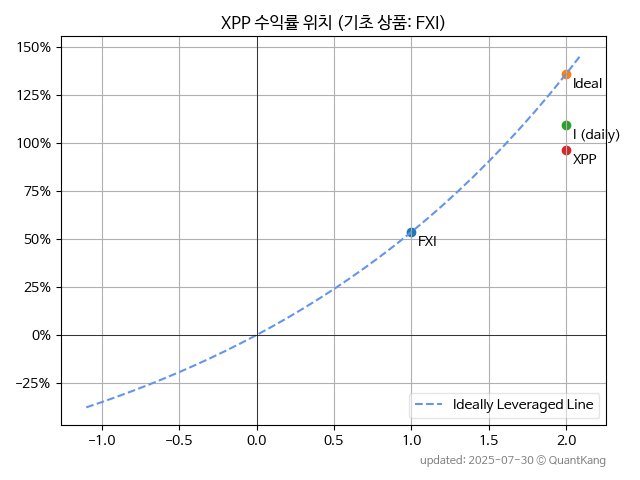 XPP 수익률 위치 (기초 상품: FXI)
150%
125%
100%
75%
50%
25%
0%
−25%
Ideal
I (daily)
XPP
FXI
Ideally Leveraged Line
−1.0 −0.5 0.0 0.5 1.0 1.5 2.0
updated: 2025-07-30 © QuantKang